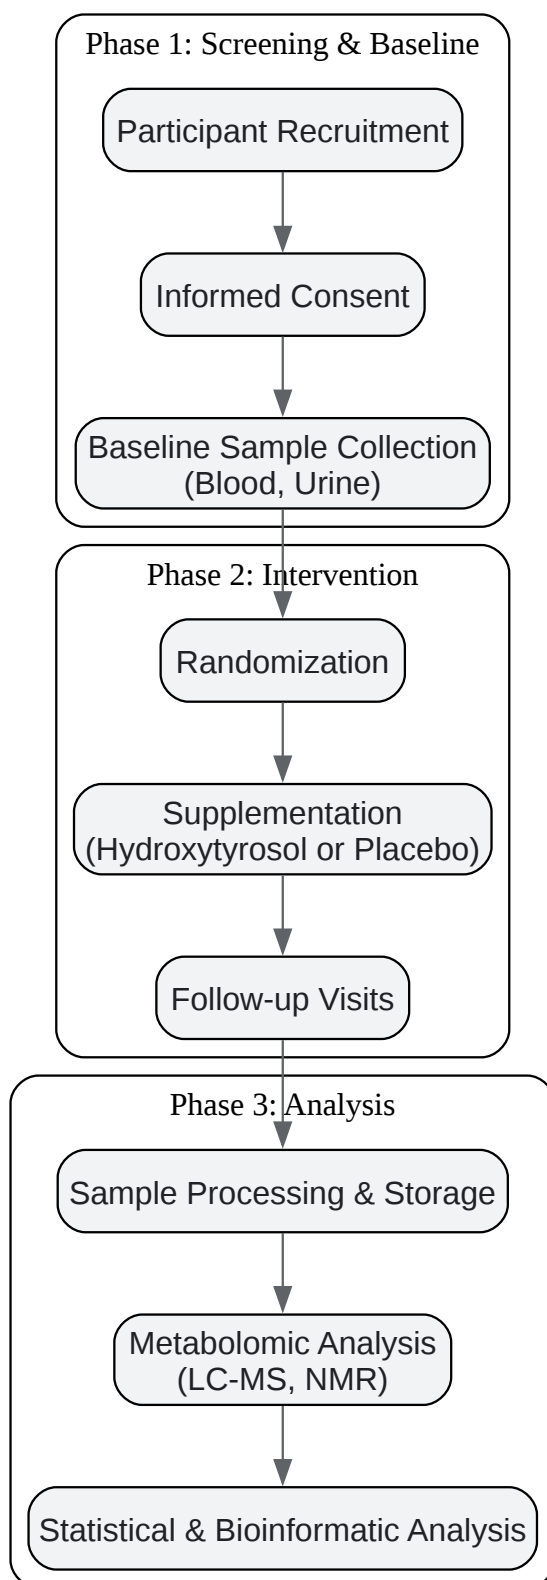 Phase 1: Screening & Baseline
Participant Recruitment
Informed Consent
Baseline Sample Collection
(Blood, Urine)
Phase 2: Intervention
Randomization
Supplementation
(Hydroxytyrosol or Placebo)
Follow-up Visits
Phase 3: Analysis
Sample Processing & Storage
Metabolomic Analysis
(LC-MS, NMR)
Statistical & Bioinformatic Analysis